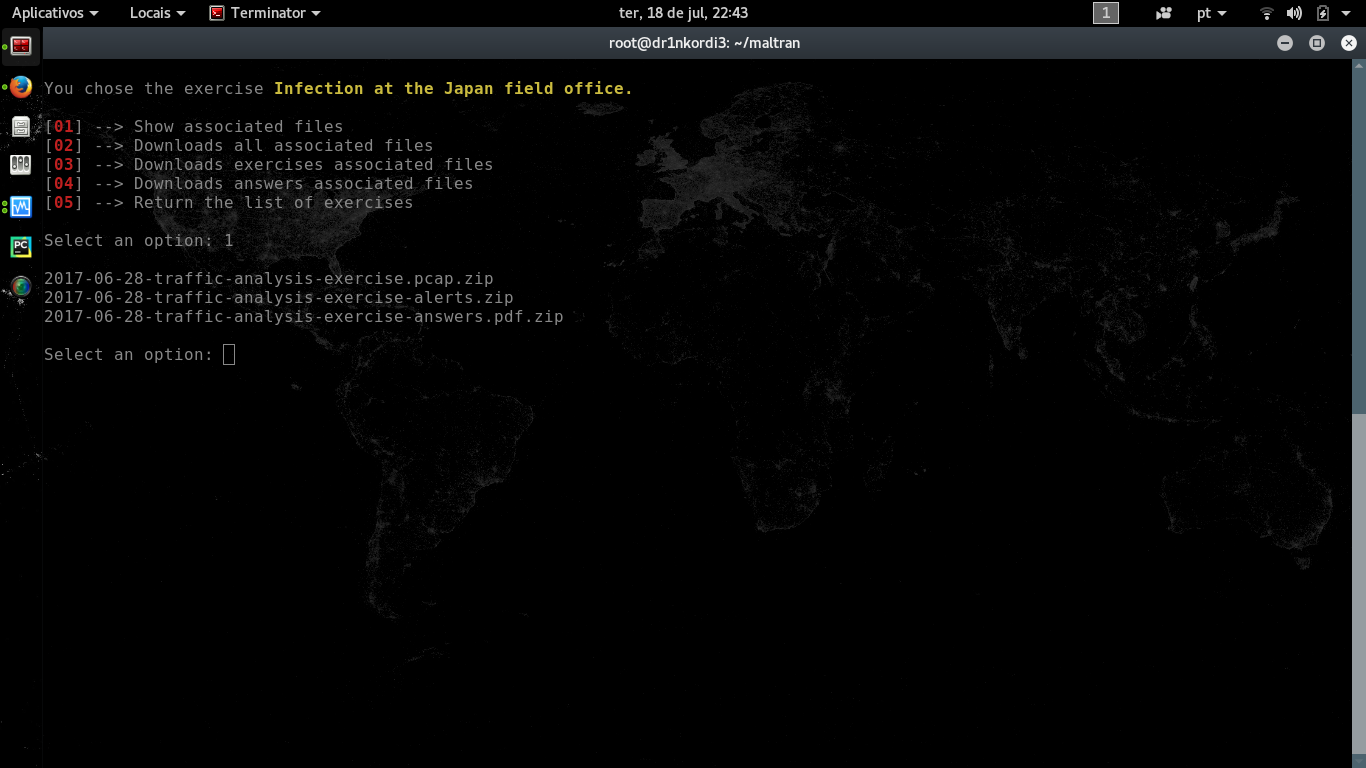 Aplicativos Locais Terminator ter, 18 de jul, 22:43 1 pt
root@dr1nkordi3: ~/maltran
You chose the exercise Infection at the Japan field office.
[01] --> Show associated files
[02] --> Downloads all associated files
[03] --> Downloads exercises associated files
[04] --> Downloads answers associated files
[05] --> Return the list of exercises
Select an option: 1
2017-06-28-traffic-analysis-exercise.pcap.zip
2017-06-28-traffic-analysis-exercise-alerts.zip
2017-06-28-traffic-analysis-exercise-answers.pdf.zip
Select an option:
PC